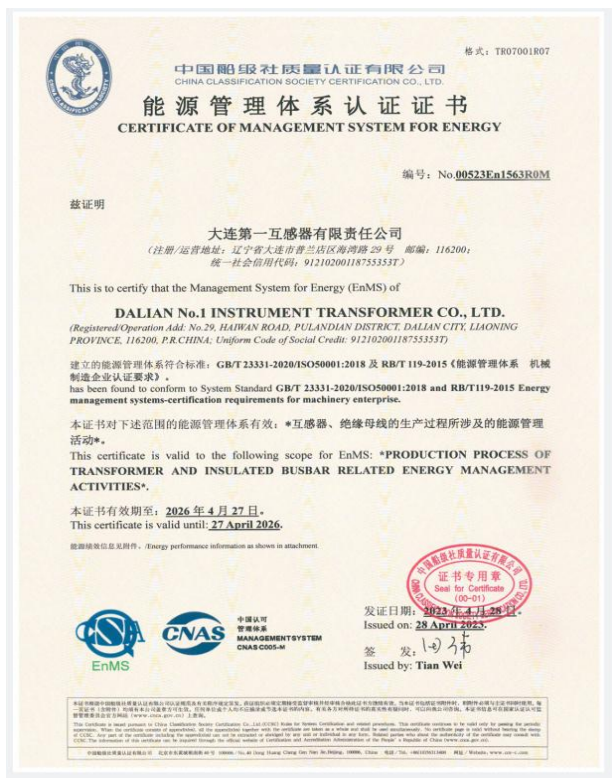 格式：TR07001R07
中国船级社质量认证有限公司
CHINA CLASSIFICATION SOCIETY CERTIFICATION CO., LTD.
能源管理体系认证证书
CERTIFICATE OF MANAGEMENT SYSTEM FOR ENERGY
编号：No.00523En1563R0M
兹证明
大连第一互感器有限责任公司
(注册/运营地址：辽宁省大连市普兰店区海湾路 29 号 邮编：116200;
统一社会信用代码：91210200118755353T)
This is to certify that the Management System for Energy (EnMS) of
DALIAN No.1 INSTRUMENT TRANSFORMER CO., LTD.
(Registered/Operation Add: No.29, HAIWAN ROAD, PULANDIAN DISTRICT, DALIAN CITY, LIAONING
PROVINCE, 116200, P.R.CHINA; Uniform Code of Social Credit: 91210200118755353T)
建立的能源管理体系符合标准：GB/T 23331-2020/ISO50001:2018 及 RB/T 119-2015《能源管理体系 机械
制造企业认证要求》。
has been found to conform to System Standard GB/T 23331-2020/ISO50001:2018 and RB/T119-2015 Energy
management systems-certification requirements for machinery enterprise.
本证书对下述范围的能源管理体系有效：*互感器、绝缘母线的生产过程所涉及的能源管理
活动*。
This certificate is valid to the following scope for EnMS: *PRODUCTION PROCESS OF
TRANSFORMER AND INSULATED BUSBAR RELATED ENERGY MANAGEMENT
ACTIVITIES*.
本证书有效期至：2026 年 4 月 27 日。
This certificate is valid until: 27 April 2026.
能源绩效信息见附件。/Energy performance information as shown in attachment.
中国船级社质量认证有限公司
证书专用章
Seal for Certificate
(00-01)
发证日期：2023 年 4 月 28 日。
Issued on: 28 April 2023.
签 发：
Issued by: Tian Wei
CSA
EnMS
CNAS
中国认可
管理体系
MANAGEMENT SYSTEM
CNAS C005-M